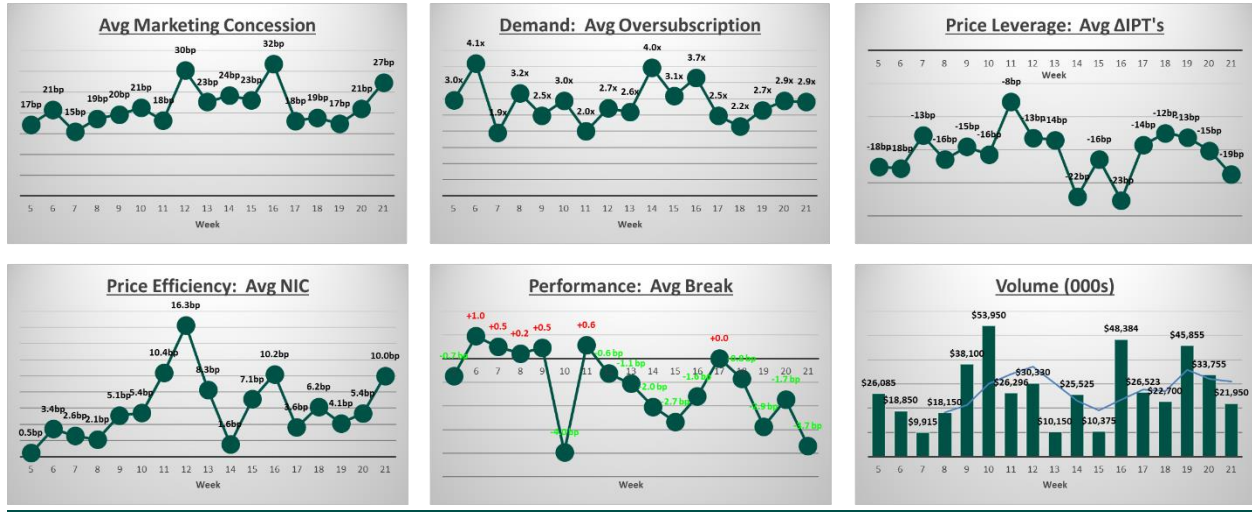 Avg Marketing Concession
17bp 21bp 15bp 19bp 20bp 21bp 18bp 30bp 23bp 24bp 23bp 32bp 18bp 19bp 17bp 21bp 27bp
5 6 7 8 9 10 11 12 13 14 15 16 17 18 19 20 21
Week
Demand: Avg Oversubscription
3.0x 4.1x 1.9x 3.2x 2.5x 3.0x 2.0x 2.7x 2.6x 4.0x 3.1x 3.7x 2.5x 2.2x 2.7x 2.9x 2.9x
5 6 7 8 9 10 11 12 13 14 15 16 17 18 19 20 21
Week
Price Leverage: Avg ΔIPT's
5 6 7 8 9 10 11 12 13 14 15 16 17 18 19 20 21
Week
-18bp -18bp -13bp -16bp -15bp -16bp -8bp -13bp -14bp -22bp -16bp -23bp -14bp -12bp -13bp -15bp -19bp
Price Efficiency: Avg NIC
0.5bp 3.4bp 2.6bp 2.1bp 5.1bp 5.4bp 10.4bp 16.3bp 8.3bp 1.6bp 7.1bp 10.2bp 3.6bp 6.2bp 4.1bp 5.4bp 10.0bp
5 6 7 8 9 10 11 12 13 14 15 16 17 18 19 20 21
Week
Performance: Avg Break
-0.7 bp +1.0 +0.5 +0.2 +0.5 +0.6 -0.6 bp -1.1 bp -2.0 bp -2.7 bp -1.6 bp +0.0 -1.7 bp
5 6 7 8 9 10 11 12 13 14 15 16 17 18 19 20 21
Week
Volume (000s)
$26,085 $18,850 $9,915 $18,150 $38,100 $53,950 $26,296 $30,330 $10,150 $25,525 $10,375 $48,384 $26,523 $22,700 $45,855 $33,755 $21,950
5 6 7 8 9 10 11 12 13 14 15 16 17 18 19 20 21
Week